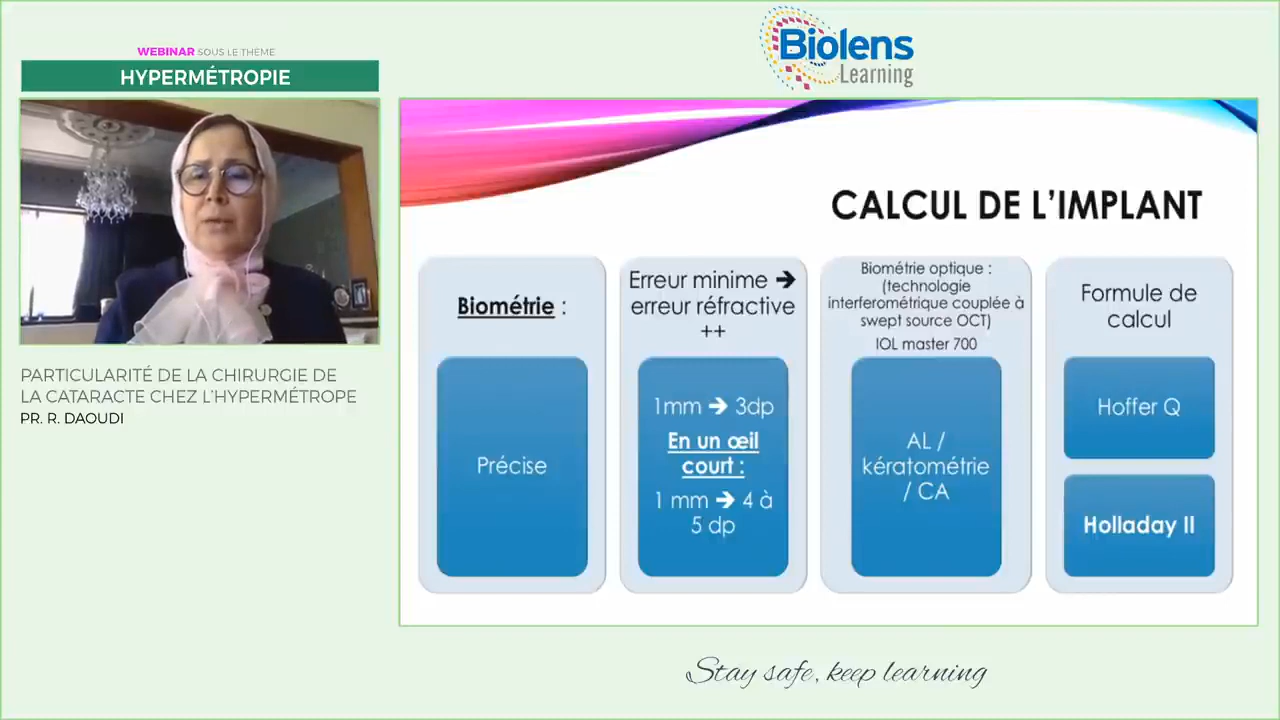 WEBINAR SOUS LE THÈME
HYPERMÉTROPIE
Biolens
Learning
PARTICULARITÉ DE LA CHIRURGIE DE
LA CATARACTE CHEZ L'HYPERMÉTROPE
PR. R. DAOUDI
CALCUL DE L'IMPLANT
Biométrie :
Précise
Erreur minime ➔
erreur réfractive
++
1mm ➔ 3dp
En un œil
court :
1 mm ➔ 4 à
5 dp
Biométrie optique :
(technologie
interferométrique couplée à
swept source OCT)
IOL master 700
AL /
kératométrie
/ CA
Formule de
calcul
Hoffer Q
Holladay II
Stay safe, keep learning